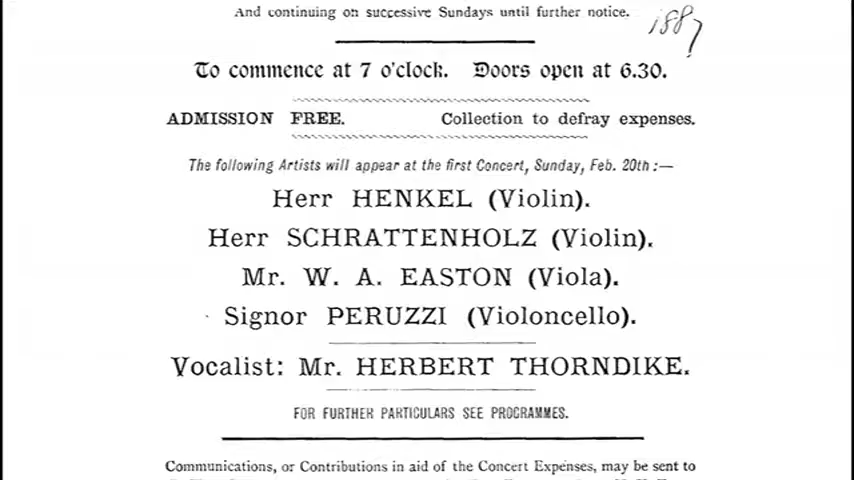 And continuing on successive Sundays until further notice.
1887
To commence at 7 o'clock. Doors open at 6.30.
ADMISSION FREE. Collection to defray expenses.
The following Artists will appear at the first Concert, Sunday, Feb. 20th :—
Herr HENKEL (Violin).
Herr SCHRATTENHOLZ (Violin).
Mr. W. A. EASTON (Viola).
Signor PERUZZI (Violoncello).
Vocalist: Mr. HERBERT THORNDIKE.
FOR FURTHER PARTICULARS SEE PROGRAMMES.
Communications, or Contributions in aid of the Concert Expenses, may be sent to